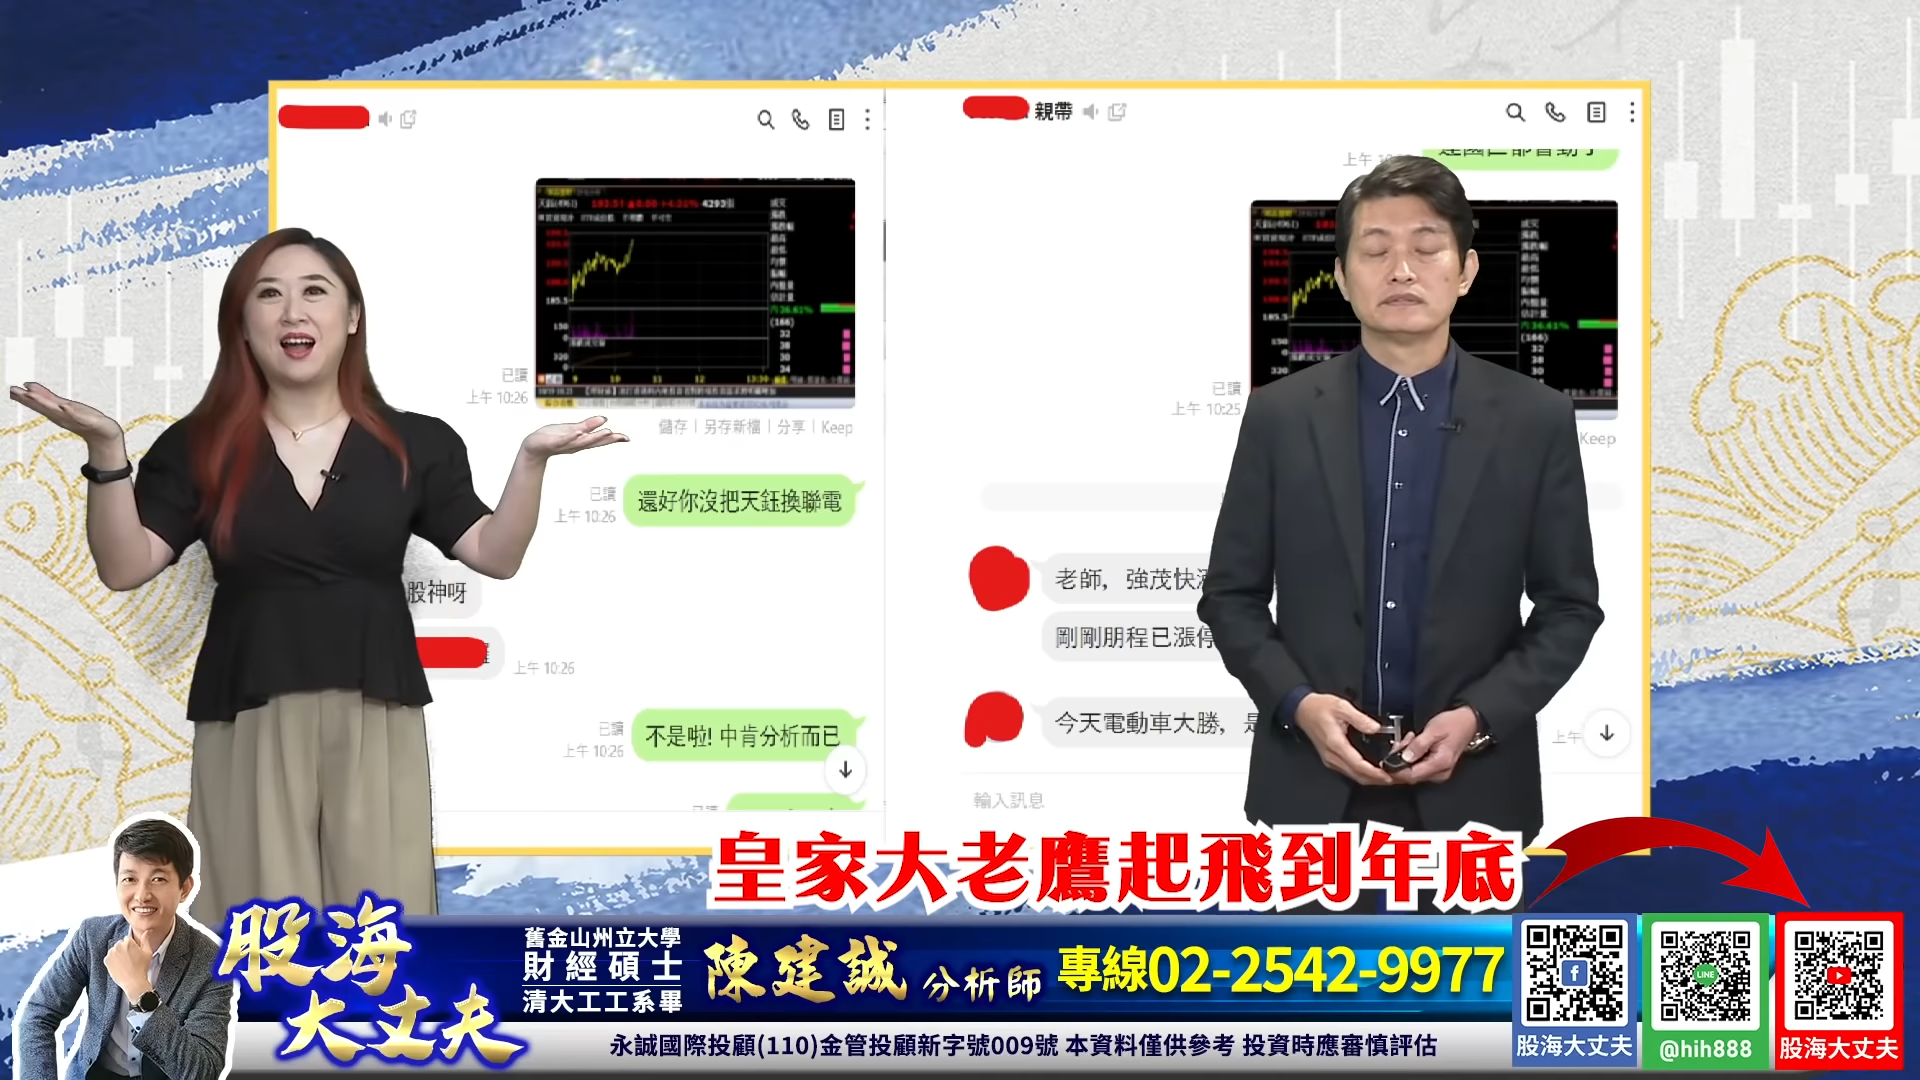 儲存｜另存新檔｜分享｜Keep
已讀
上午 10:26
還好你沒把天鈺換聯電
已讀
上午 10:26
股神呀
上午 10:26
不是啦! 中肯分析而已
已讀
上午 10:26
親帶
已讀
上午 10:25
Keep
老師，強茂快
剛剛朋程已漲停
今天電動車大勝，是
上午
輸入訊息
皇家大老鷹起飛到年底
股海大丈夫
舊金山州立大學
財經碩士
清大工工系畢
陳建誠 分析師
專線02-2542-9977
永誠國際投顧(110)金管投顧新字號009號 本資料僅供參考 投資時應審慎評估
股海大丈夫
LINE
@hih888
股海大丈夫